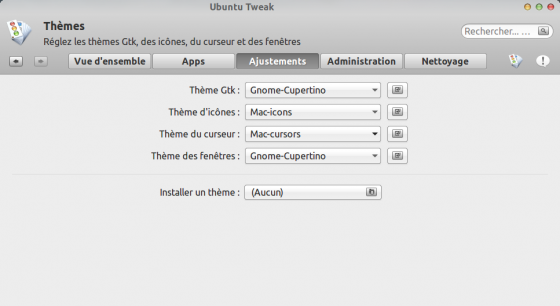 Ubuntu Tweak
Thèmes
Réglez les thèmes Gtk, des icônes, du curseur et des fenêtres
Rechercher... ...
Vue d'ensemble Apps Ajustements Administration Nettoyage
Thème Gtk : Gnome-Cupertino
Thème d'icônes : Mac-icons
Thème du curseur : Mac-cursors
Thème des fenêtres : Gnome-Cupertino
Installer un thème : (Aucun)